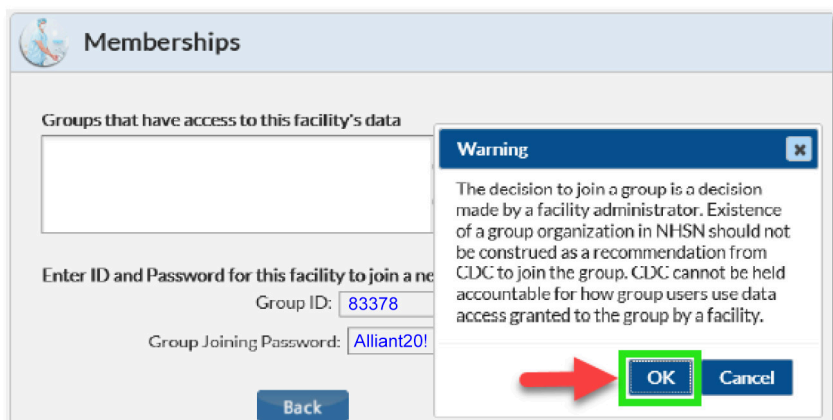 Memberships
Groups that have access to this facility's data
Warning
The decision to join a group is a decision
made by a facility administrator. Existence
of a group organization in NHSN should not
be construed as a recommendation from
CDC to join the group. CDC cannot be held
accountable for how group users use data
access granted to the group by a facility.
OK
Cancel
Enter ID and Password for this facility to join a ne
Group ID: 83378
Group Joining Password: Alliant20!
Back